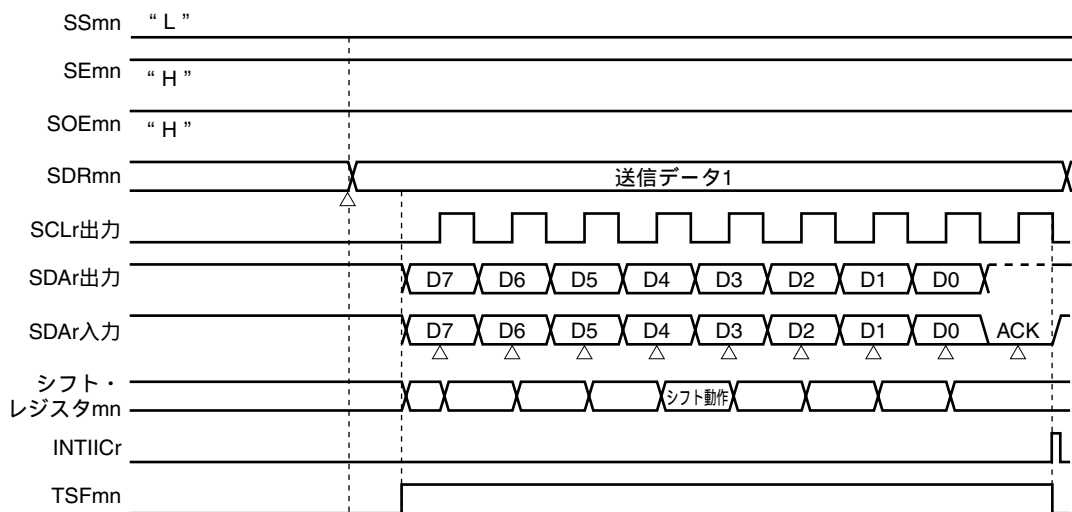 SSmn “ L ”
SEmn “ H ”
SOEmn “ H ”
SDRmn 送信データ1
SCLr出力
SDAr出力 D7 D6 D5 D4 D3 D2 D1 D0
SDAr入力 D7 D6 D5 D4 D3 D2 D1 D0 ACK
シフト・
レジスタmn シフト動作
INTIICr
TSFmn